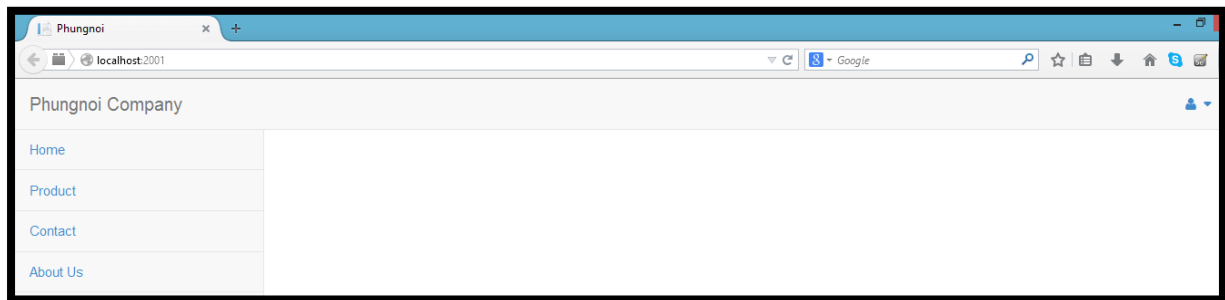 Phungnoi
localhost:2001
Google
Phungnoi Company
Home
Product
Contact
About Us